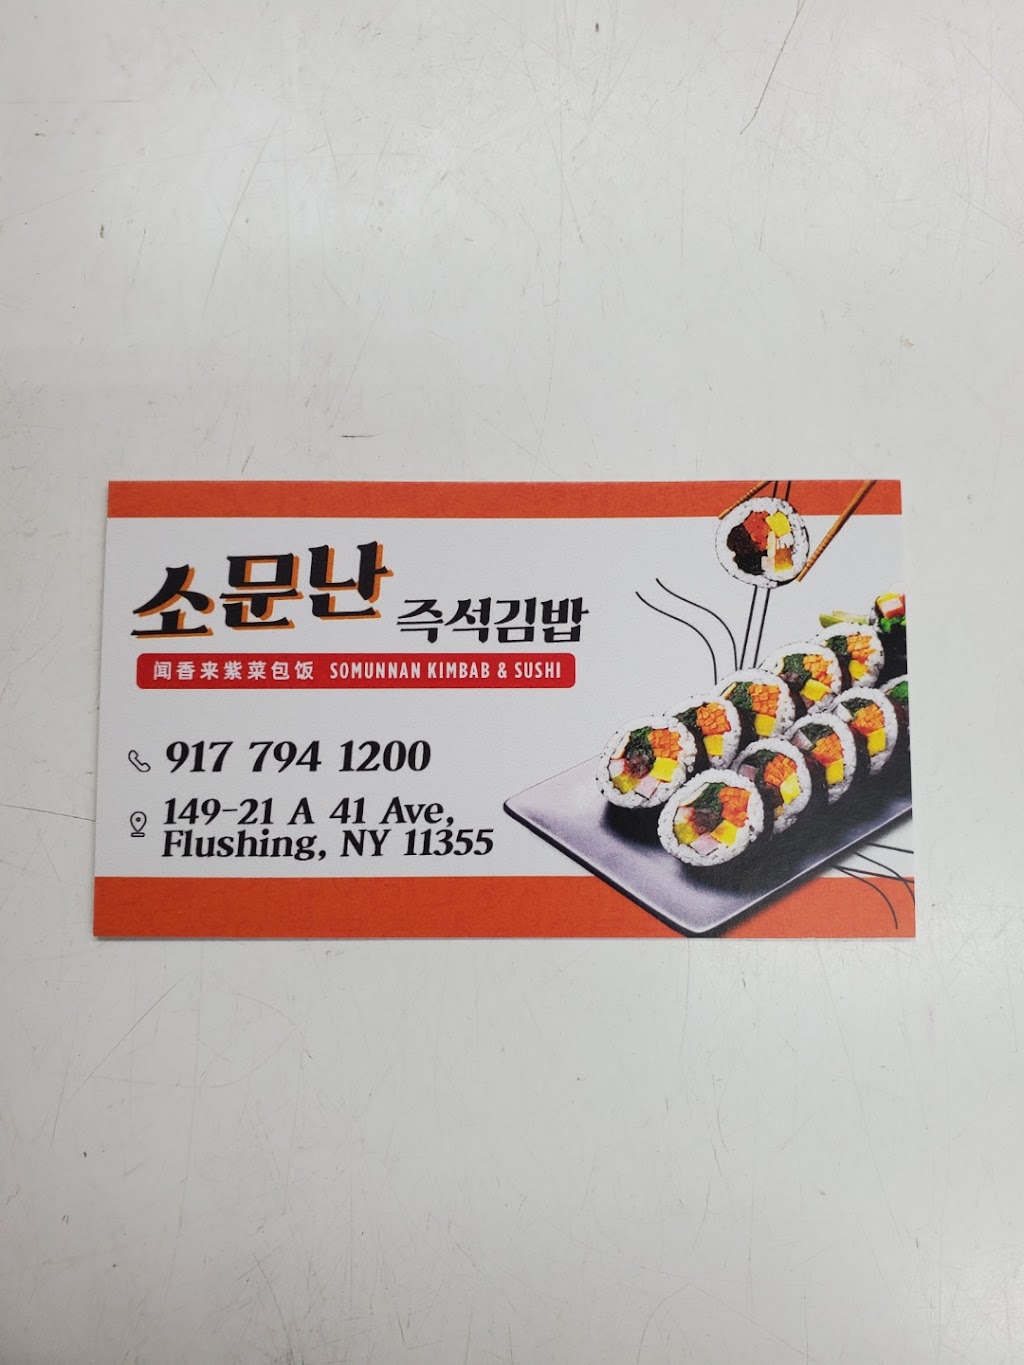 소문난 즉석김밥
闻香来紫菜包饭 SOMUNNAN KIMBAB & SUSHI
917 794 1200
149-21 A 41 Ave,
Flushing, NY 11355